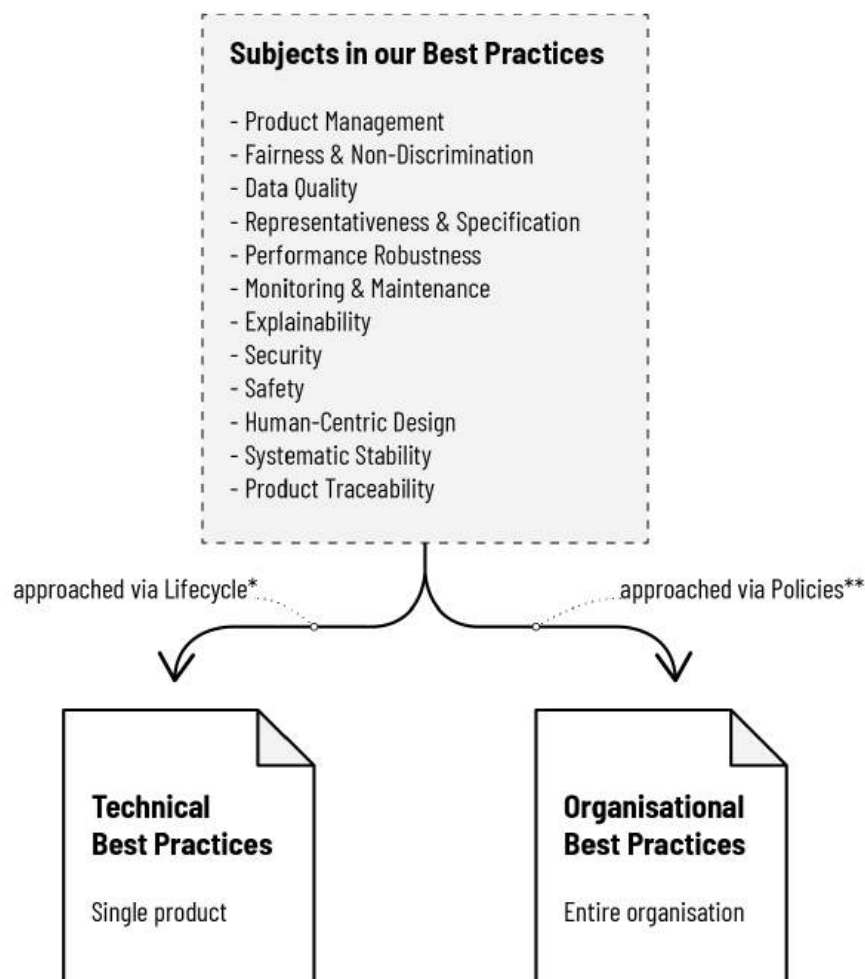 Subjects in our Best Practices
- Product Management
- Fairness & Non-Discrimination
- Data Quality
- Representativeness & Specification
- Performance Robustness
- Monitoring & Maintenance
- Explainability
- Security
- Safety
- Human-Centric Design
- Systematic Stability
- Product Traceability
approached via Lifecycle*
approached via Policies**
Technical
Best Practices
Single product
Organisational
Best Practices
Entire organisation